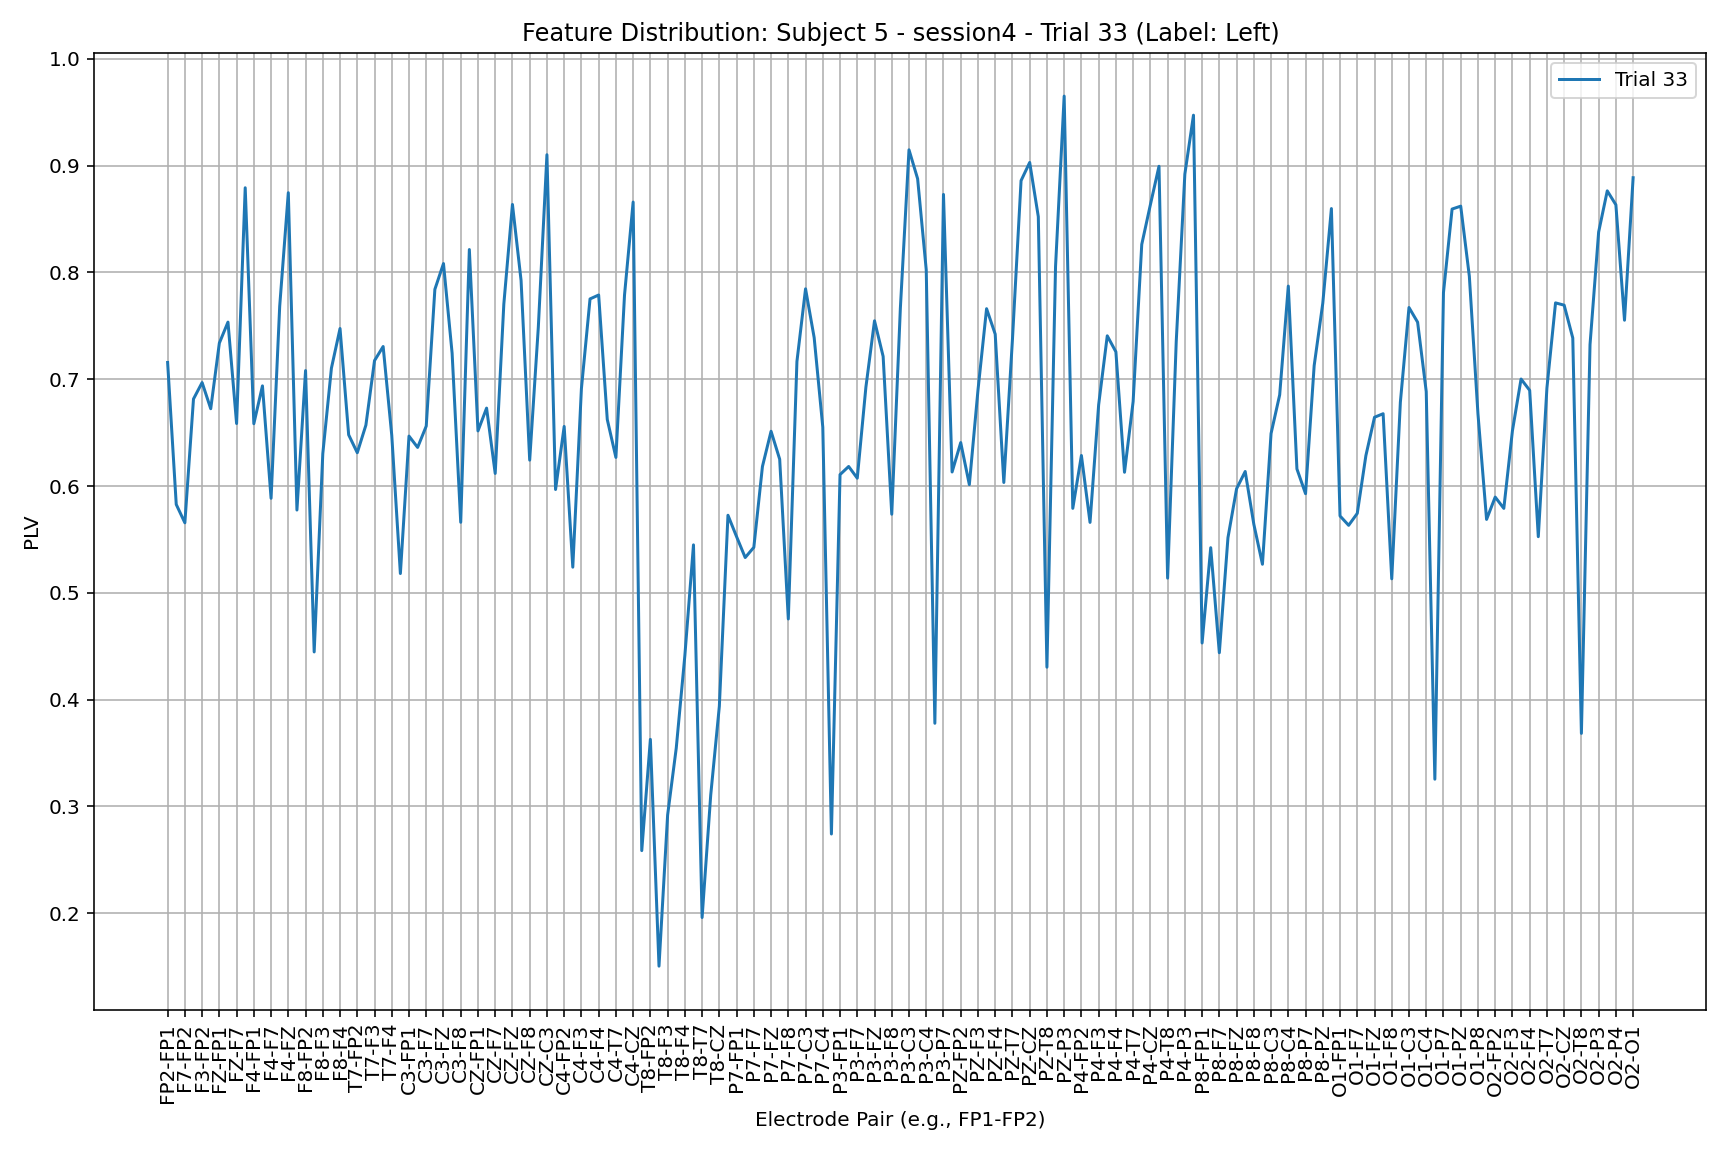 Feature Distribution: Subject 5 - session4 - Trial 33 (Label: Left)
Trial 33
PLV
1.0
0.9
0.8
0.7
0.6
0.5
0.4
0.3
0.2
FP2-FP1
F7-FP2
F3-FP2
FZ-FP1
FZ-F7
F4-FP1
F4-F7
F4-FZ
F8-FP2
F8-F3
F8-F4
T7-FP2
T7-F3
T7-F4
C3-FP1
C3-F7
C3-FZ
C3-F8
CZ-FP1
CZ-F7
CZ-FZ
CZ-F8
CZ-C3
C4-FP2
C4-F3
C4-F4
C4-T7
C4-CZ
T8-FP2
T8-F3
T8-F4
T8-T7
T8-CZ
P7-FP1
P7-F7
P7-FZ
P7-F8
P7-C3
P7-C4
P3-FP1
P3-F7
P3-FZ
P3-F8
P3-C3
P3-C4
P3-P7
PZ-FP2
PZ-F3
PZ-F4
PZ-T7
PZ-CZ
PZ-T8
PZ-P3
P4-FP2
P4-F3
P4-F4
P4-T7
P4-CZ
P4-T8
P4-P3
P8-FP1
P8-F7
P8-FZ
P8-F8
P8-C3
P8-C4
P8-P7
P8-PZ
O1-FP1
O1-F7
O1-FZ
O1-F8
O1-C3
O1-C4
O1-P7
O1-PZ
O1-P8
O2-FP2
O2-F3
O2-F4
O2-T7
O2-CZ
O2-T8
O2-P3
O2-P4
O2-O1
Electrode Pair (e.g., FP1-FP2)